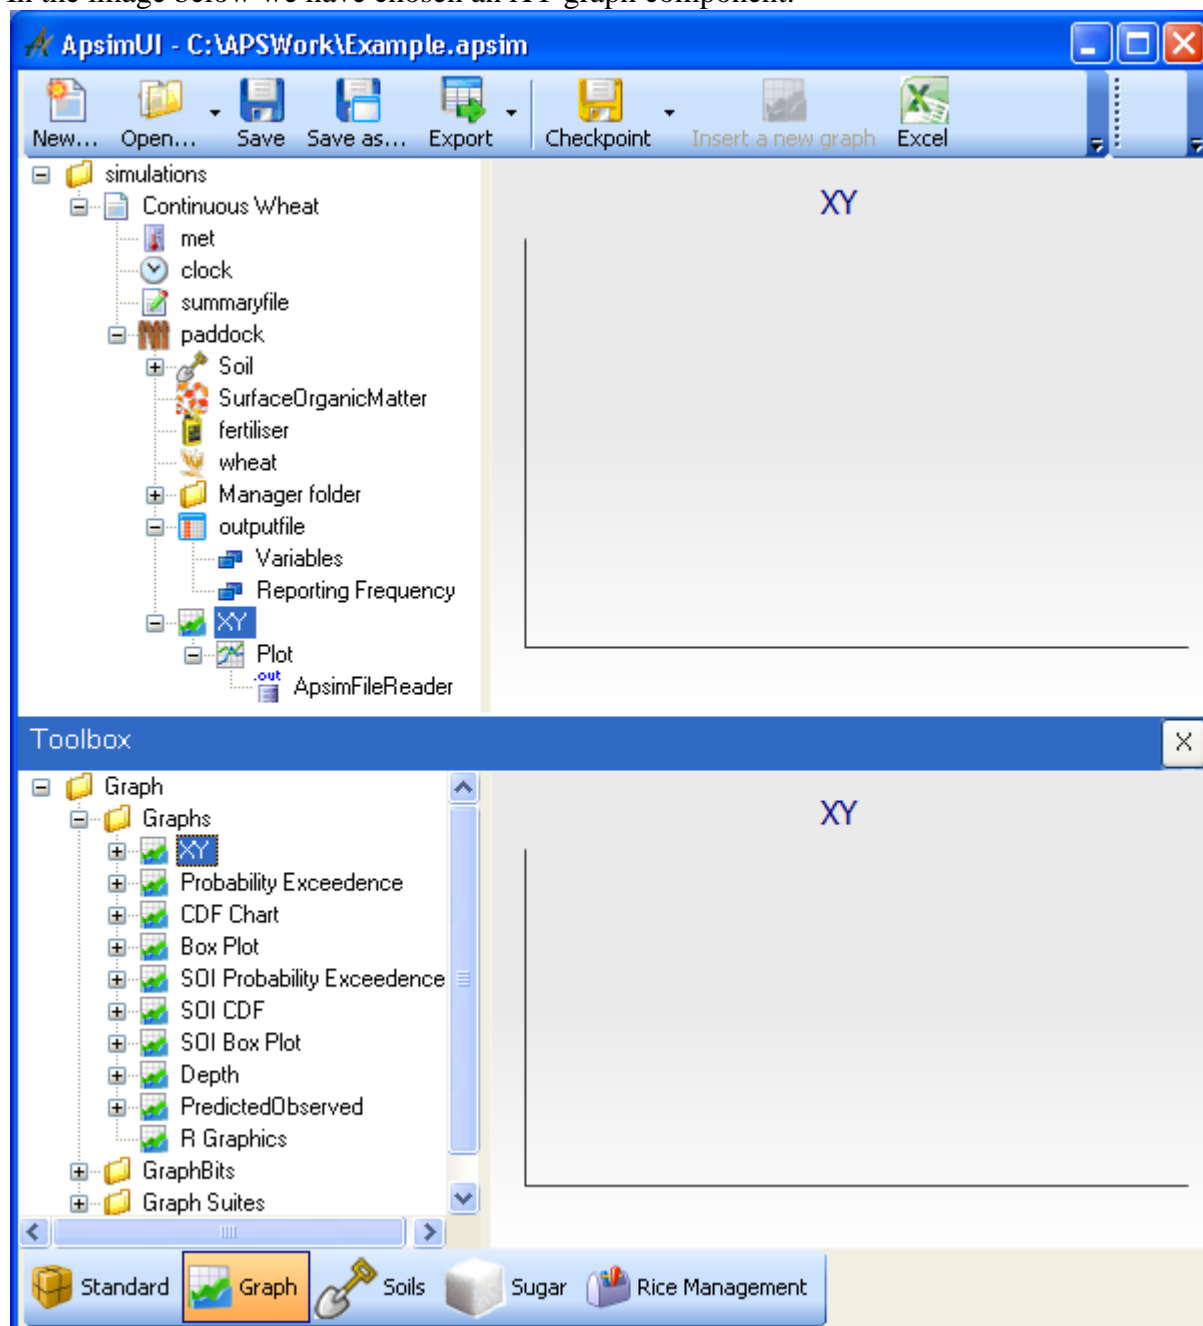 In the image below we have chosen an XY graph component.
ApsimUI - C:\APSWork\Example.apsim
New... Open... Save Save as... Export Checkpoint Insert a new graph Excel
simulations
Continuous Wheat
met
clock
summaryfile
paddock
Soil
SurfaceOrganicMatter
fertiliser
wheat
Manager folder
outputfile
Variables
Reporting Frequency
XY
Plot
.out
ApsimFileReader
XY
Toolbox
X
Graph
Graphs
XY
Probability Exceedence
CDF Chart
Box Plot
SOI Probability Exceedence
SOI CDF
SOI Box Plot
Depth
PredictedObserved
R Graphics
GraphBits
Graph Suites
XY
Standard Graph Soils Sugar Rice Management